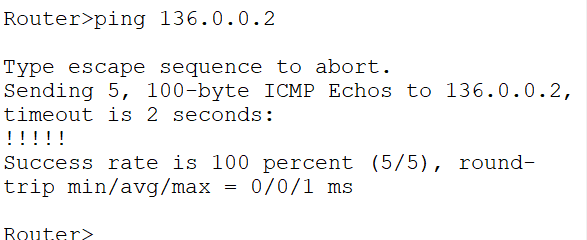 Router>ping 136.0.0.2
Type escape sequence to abort.
Sending 5, 100-byte ICMP Echos to 136.0.0.2,
timeout is 2 seconds:
!!!!!
Success rate is 100 percent (5/5), round-
trip min/avg/max = 0/0/1 ms
Router>